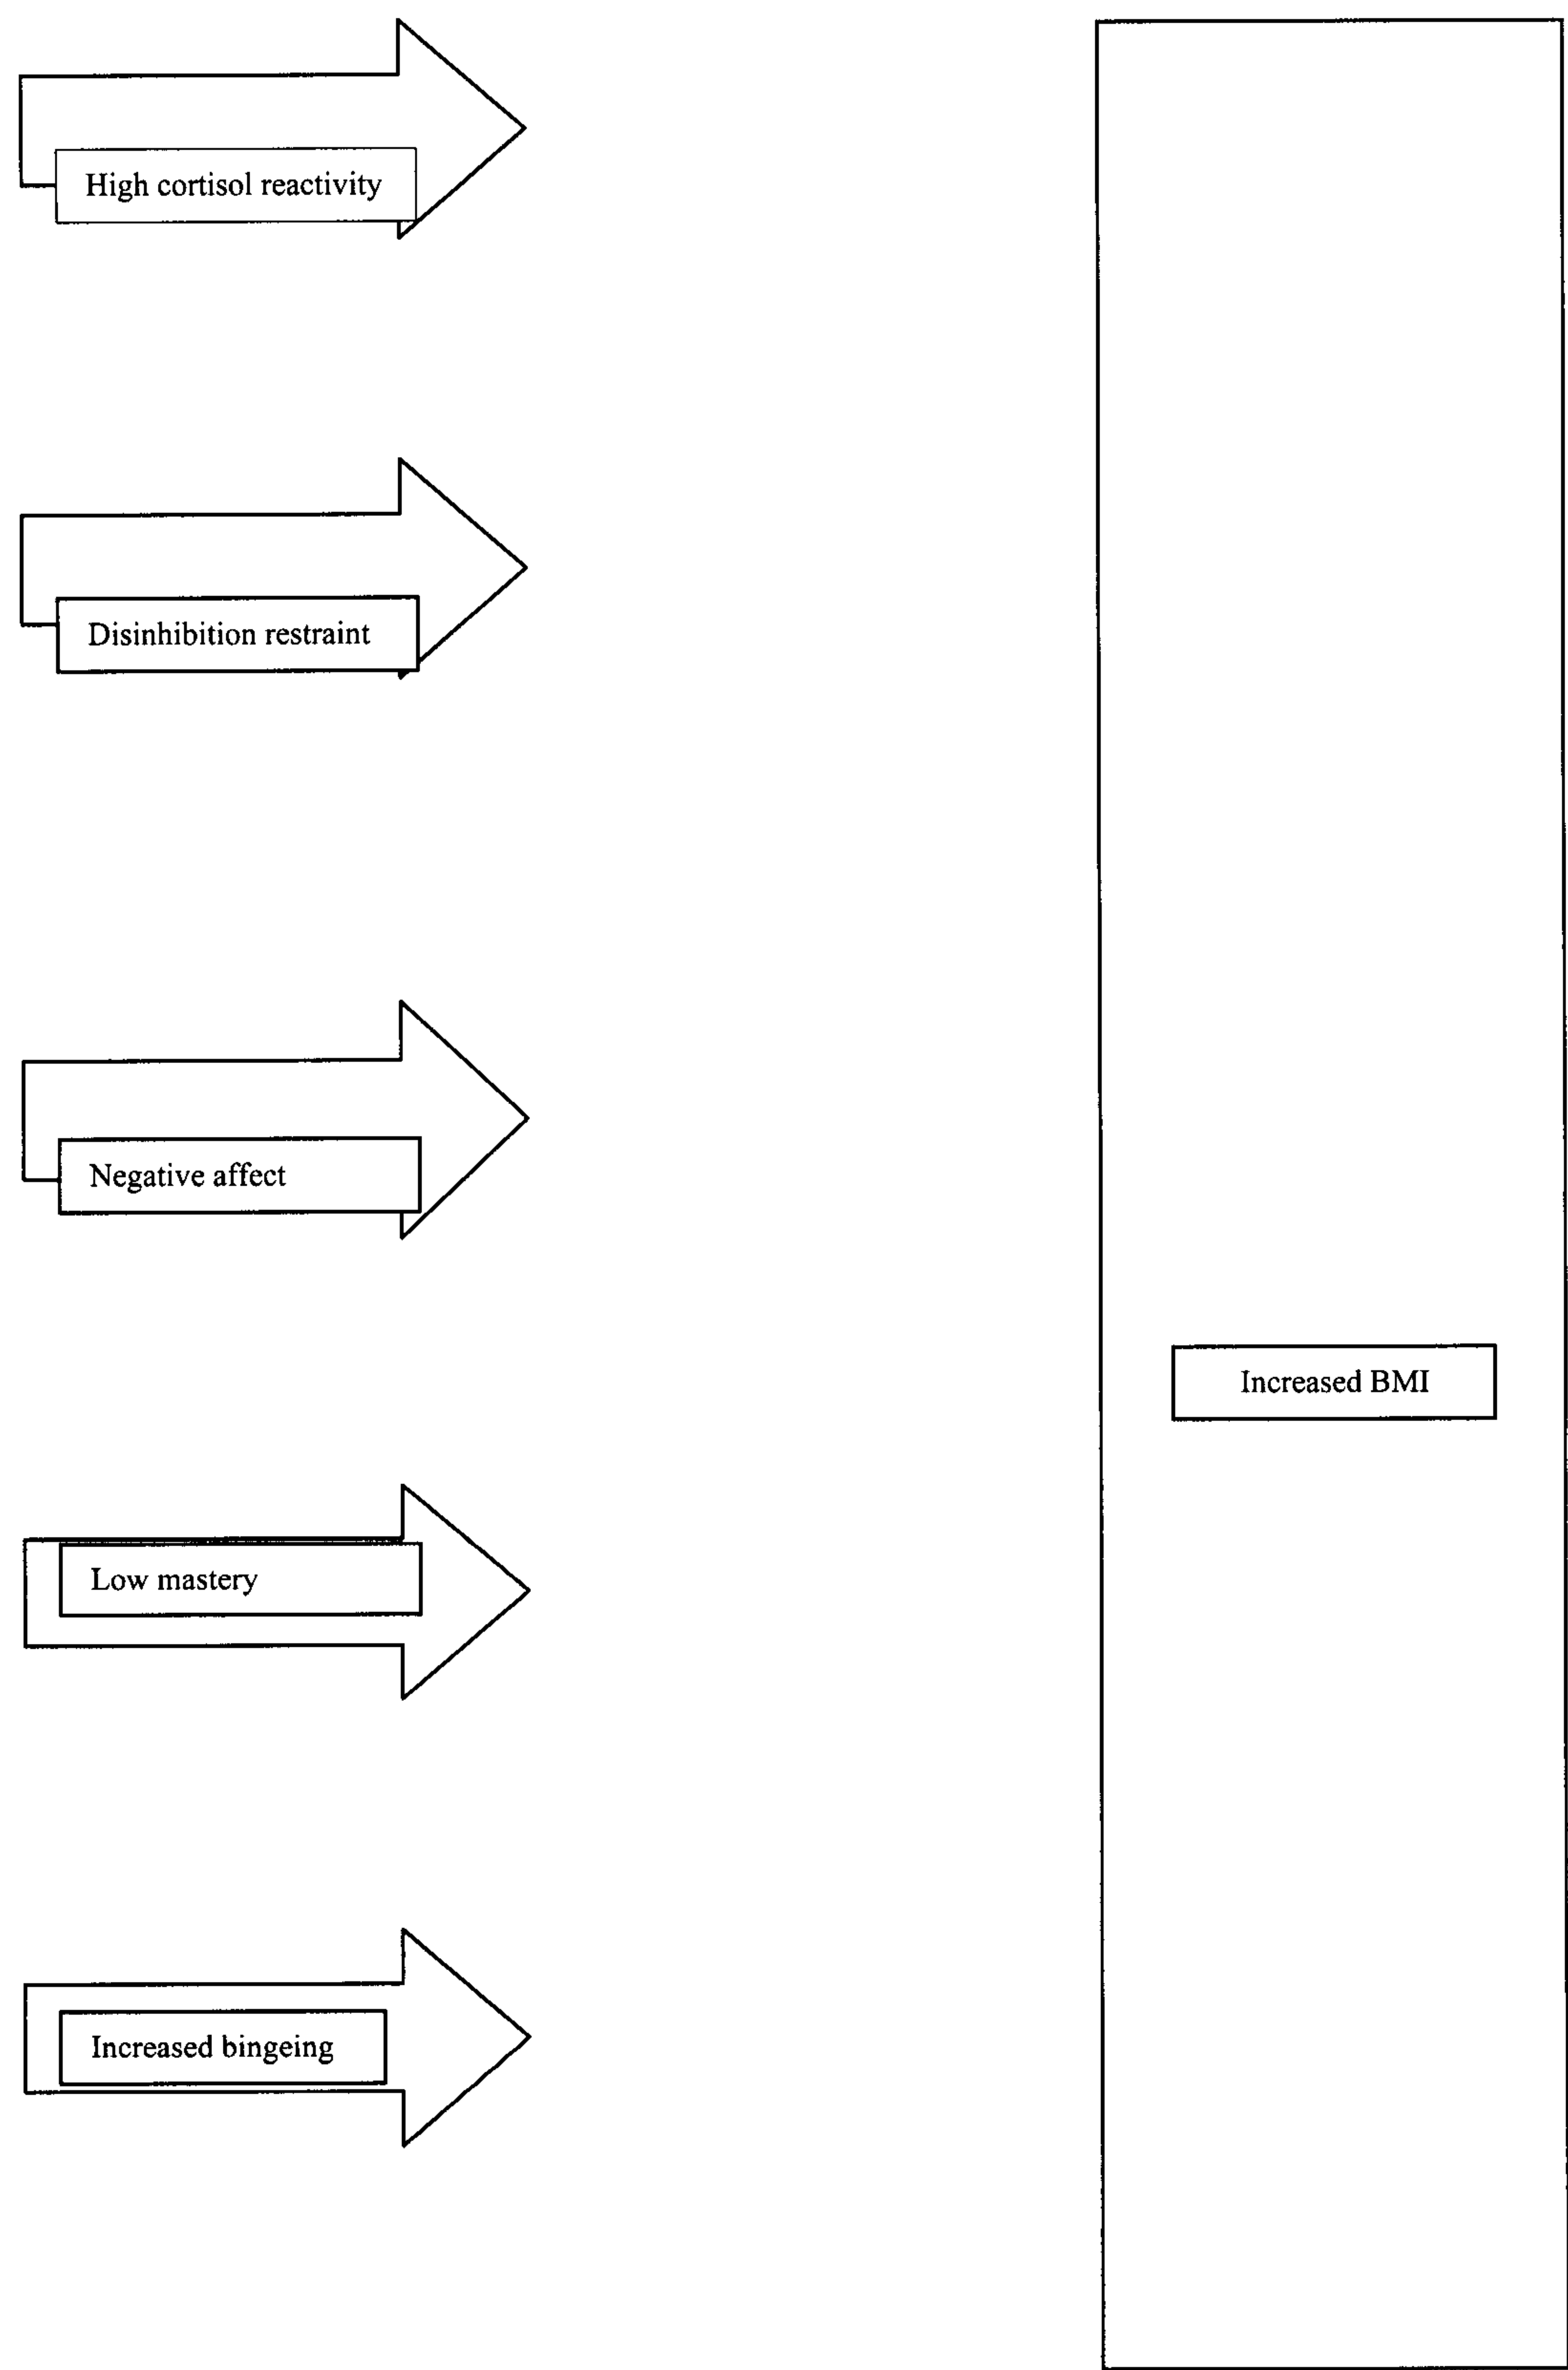 High cortisol reactivity
Disinhibition restraint
Negative affect
Increased BMI
Low mastery
Increased bingeing